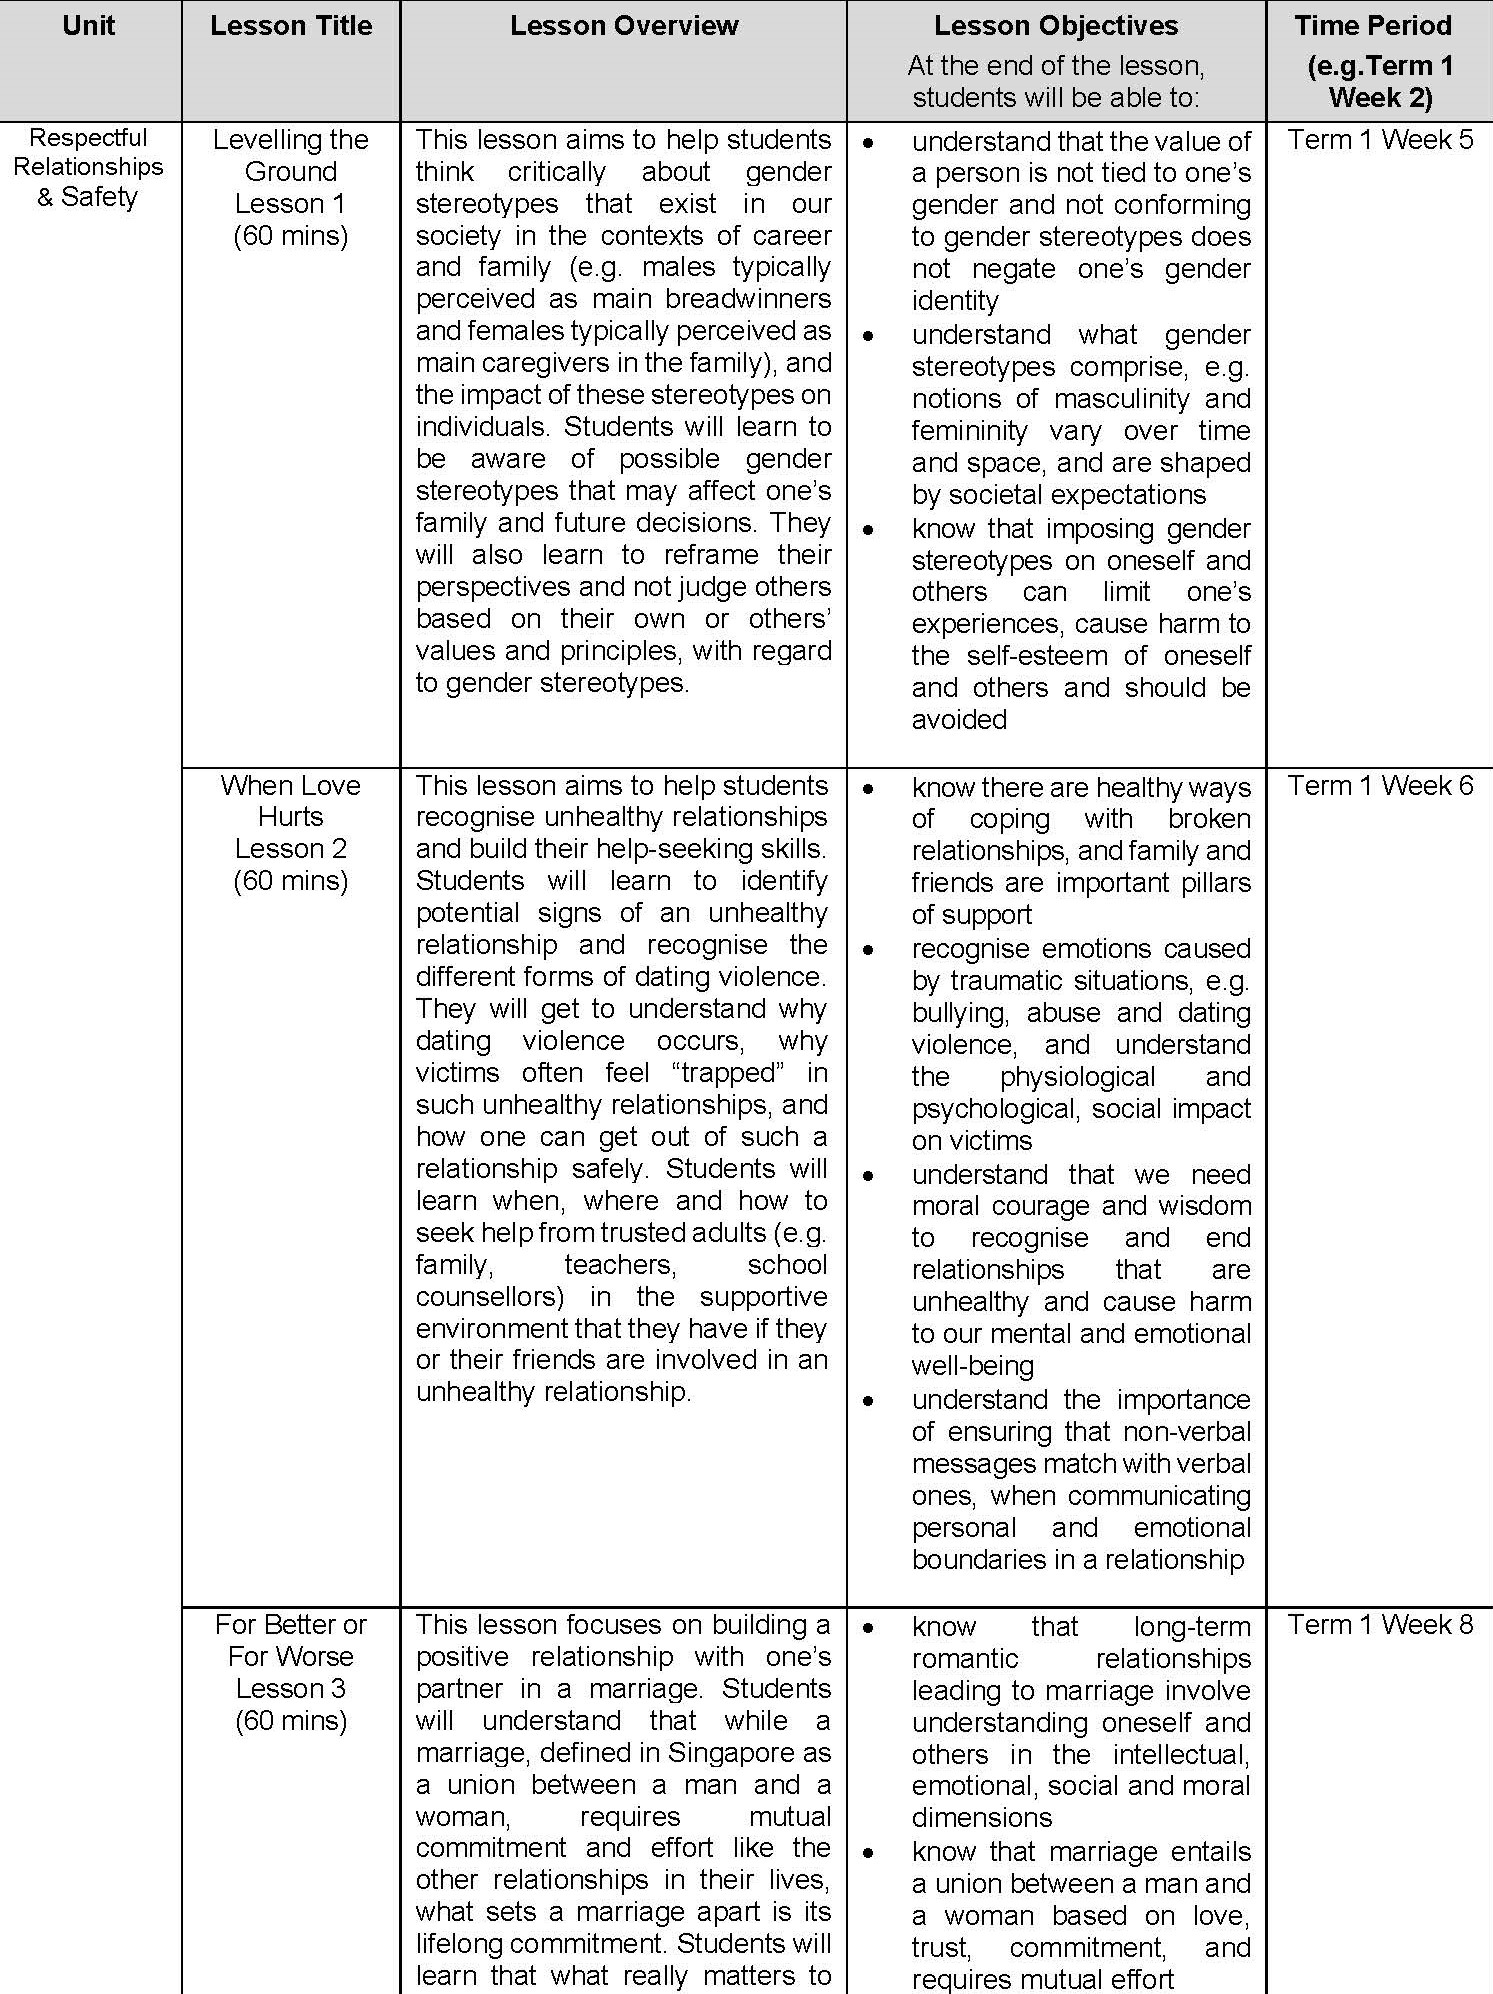 Unit
Lesson Title
Lesson Overview
Lesson Objectives
At the end of the lesson,
students will be able to:
Time Period
(e.g.Term 1
Week 2)
Respectful
Relationships
& Safety
Levelling the
Ground
Lesson 1
(60 mins)
This lesson aims to help students
think critically about gender
stereotypes that exist in our
society in the contexts of career
and family (e.g. males typically
perceived as main breadwinners
and females typically perceived as
main caregivers in the family), and
the impact of these stereotypes on
individuals. Students will learn to
be aware of possible gender
stereotypes that may affect one’s
family and future decisions. They
will also learn to reframe their
perspectives and not judge others
based on their own or others’
values and principles, with regard
to gender stereotypes.
• understand that the value of
a person is not tied to one’s
gender and not conforming
to gender stereotypes does
not negate one’s gender
identity
• understand what gender
stereotypes comprise, e.g.
notions of masculinity and
femininity vary over time
and space, and are shaped
by societal expectations
• know that imposing gender
stereotypes on oneself and
others can limit one’s
experiences, cause harm to
the self-esteem of oneself
and others and should be
avoided
Term 1 Week 5
When Love
Hurts
Lesson 2
(60 mins)
This lesson aims to help students
recognise unhealthy relationships
and build their help-seeking skills.
Students will learn to identify
potential signs of an unhealthy
relationship and recognise the
different forms of dating violence.
They will get to understand why
dating violence occurs, why
victims often feel “trapped” in
such unhealthy relationships, and
how one can get out of such a
relationship safely. Students will
learn when, where and how to
seek help from trusted adults (e.g.
family, teachers, school
counsellors) in the supportive
environment that they have if they
or their friends are involved in an
unhealthy relationship.
• know there are healthy ways
of coping with broken
relationships, and family and
friends are important pillars
of support
• recognise emotions caused
by traumatic situations, e.g.
bullying, abuse and dating
violence, and understand
the physiological and
psychological, social impact
on victims
• understand that we need
moral courage and wisdom
to recognise and end
relationships that are
unhealthy and cause harm
to our mental and emotional
well-being
• understand the importance
of ensuring that non-verbal
messages match with verbal
ones, when communicating
personal and emotional
boundaries in a relationship
Term 1 Week 6
For Better or
For Worse
Lesson 3
(60 mins)
This lesson focuses on building a
positive relationship with one’s
partner in a marriage. Students
will understand that while a
marriage, defined in Singapore as
a union between a man and a
woman, requires mutual
commitment and effort like the
other relationships in their lives,
what sets a marriage apart is its
lifelong commitment. Students will
learn that what really matters to
• know that long-term
romantic relationships
leading to marriage involve
understanding oneself and
others in the intellectual,
emotional, social and moral
dimensions
• know that marriage entails
a union between a man and
a woman based on love,
trust, commitment, and
requires mutual effort
Term 1 Week 8